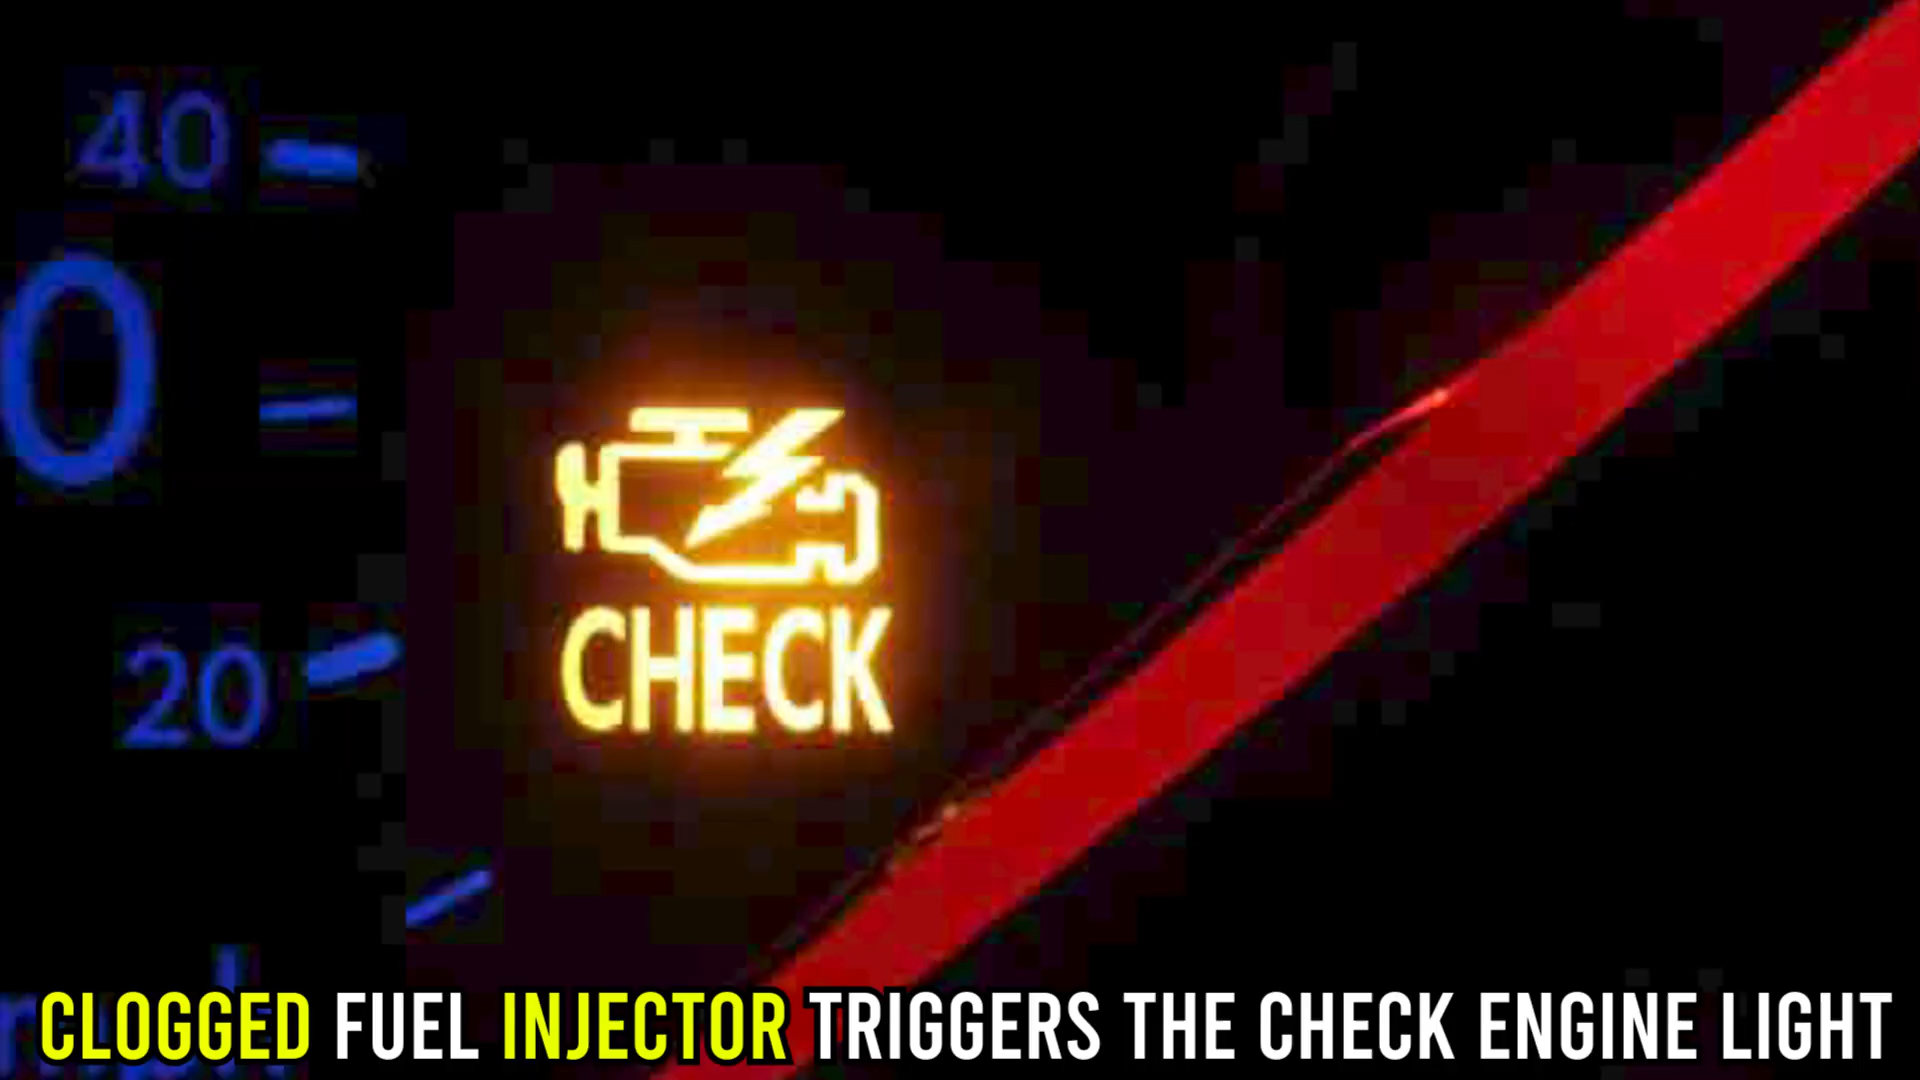 40
0
20
CHECK
CLOGGED FUEL INJECTOR TRIGGERS THE CHECK ENGINE LIGHT